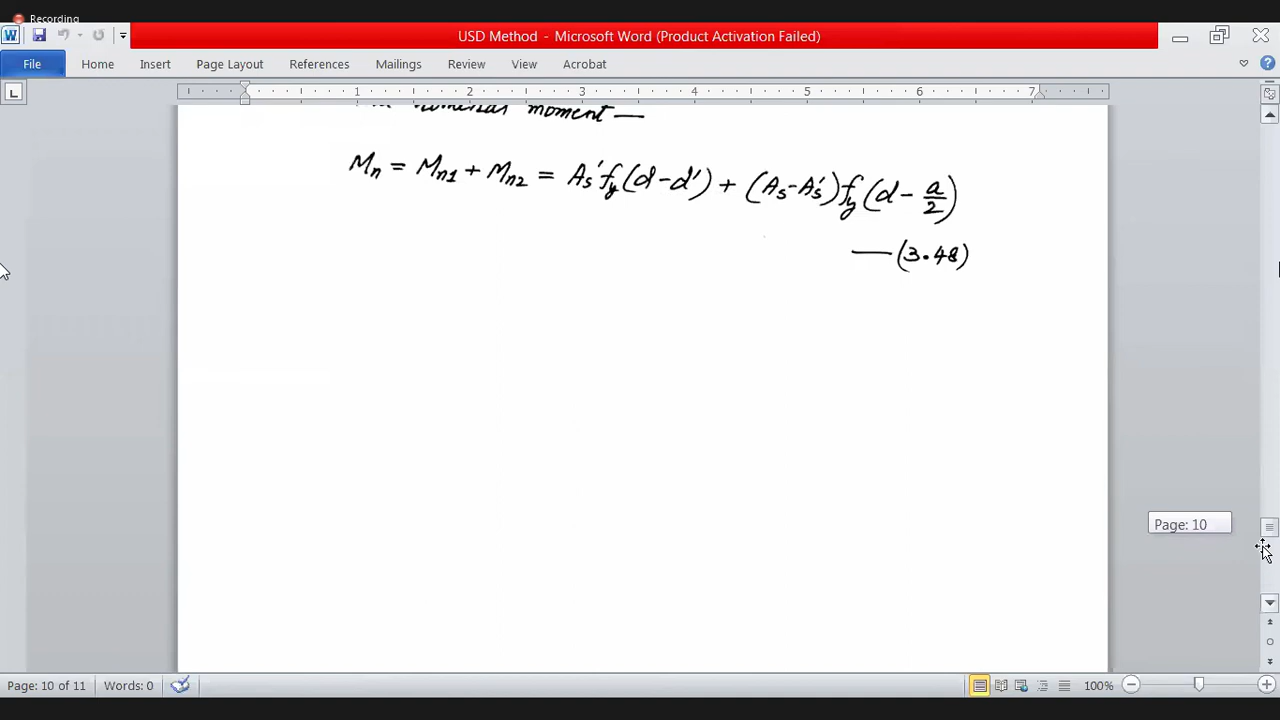 Recording
USD Method - Microsoft Word (Product Activation Failed)
File Home Insert Page Layout References Mailings Review View Acrobat
1 2 3 4 5 6 7
nominal moment —
Mn = Mn1 + Mn2 = As'fy(d-d') + (As-As')fy(d - a/2)
—(3.48)
Page: 10
Page: 10 of 11 Words: 0 100%